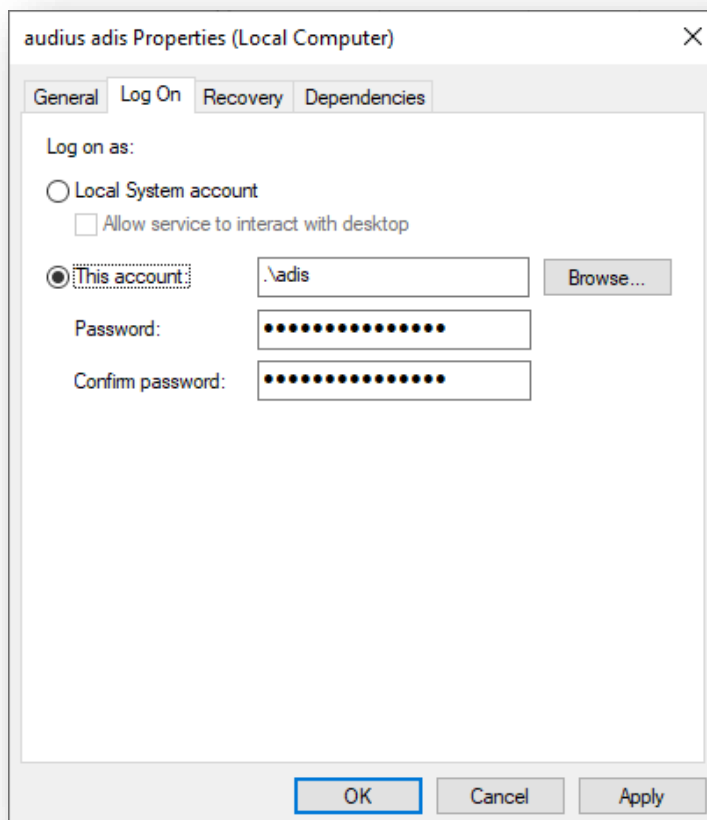 audius adis Properties (Local Computer)
General Log On Recovery Dependencies
Log on as:
Local System account
Allow service to interact with desktop
This account: .\adis Browse...
Password: •••••••••••••••
Confirm password: •••••••••••••••
OK Cancel Apply